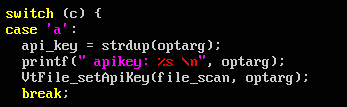 switch (c) {
case 'a':
api_key = strdup(optarg);
printf(" apikey: %s \n", optarg);
VtFile_setApiKey(file_scan, optarg);
break;